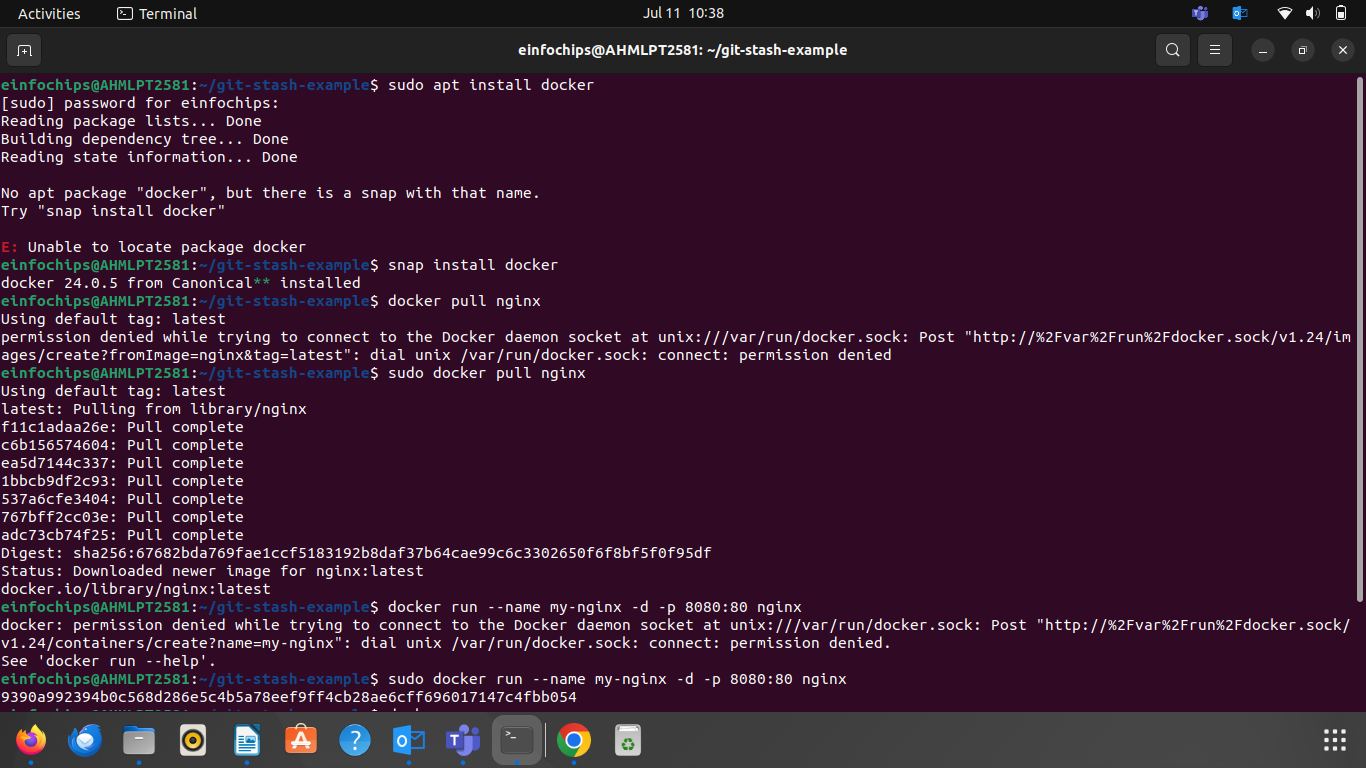 Activities
Terminal
Jul 11 10:38
einfochips@AHMLPT2581: ~/git-stash-example
einfochips@AHMLPT2581:~/git-stash-example$ sudo apt install docker
[sudo] password for einfochips:
Reading package lists... Done
Building dependency tree... Done
Reading state information... Done
No apt package "docker", but there is a snap with that name.
Try "snap install docker"
E: Unable to locate package docker
einfochips@AHMLPT2581:~/git-stash-example$ snap install docker
docker 24.0.5 from Canonical** installed
einfochips@AHMLPT2581:~/git-stash-example$ docker pull nginx
Using default tag: latest
permission denied while trying to connect to the Docker daemon socket at unix:///var/run/docker.sock: Post "http://%2Fvar%2Frun%2Fdocker.sock/v1.24/im
ages/create?fromImage=nginx&tag=latest": dial unix /var/run/docker.sock: connect: permission denied
einfochips@AHMLPT2581:~/git-stash-example$ sudo docker pull nginx
Using default tag: latest
latest: Pulling from library/nginx
f11c1adaa26e: Pull complete
c6b156574604: Pull complete
ea5d7144c337: Pull complete
1bbcb9df2c93: Pull complete
537a6cfe3404: Pull complete
767bff2cc03e: Pull complete
adc73cb74f25: Pull complete
Digest: sha256:67682bda769fae1ccf5183192b8daf37b64cae99c6c3302650f6f8bf5f0f95df
Status: Downloaded newer image for nginx:latest
docker.io/library/nginx:latest
einfochips@AHMLPT2581:~/git-stash-example$ docker run --name my-nginx -d -p 8080:80 nginx
docker: permission denied while trying to connect to the Docker daemon socket at unix:///var/run/docker.sock: Post "http://%2Fvar%2Frun%2Fdocker.sock/
v1.24/containers/create?name=my-nginx": dial unix /var/run/docker.sock: connect: permission denied.
See 'docker run --help'.
einfochips@AHMLPT2581:~/git-stash-example$ sudo docker run --name my-nginx -d -p 8080:80 nginx
9390a992394b0c568d286e5c4b5a78eef9ff4cb28ae6cff696017147c4fbb054